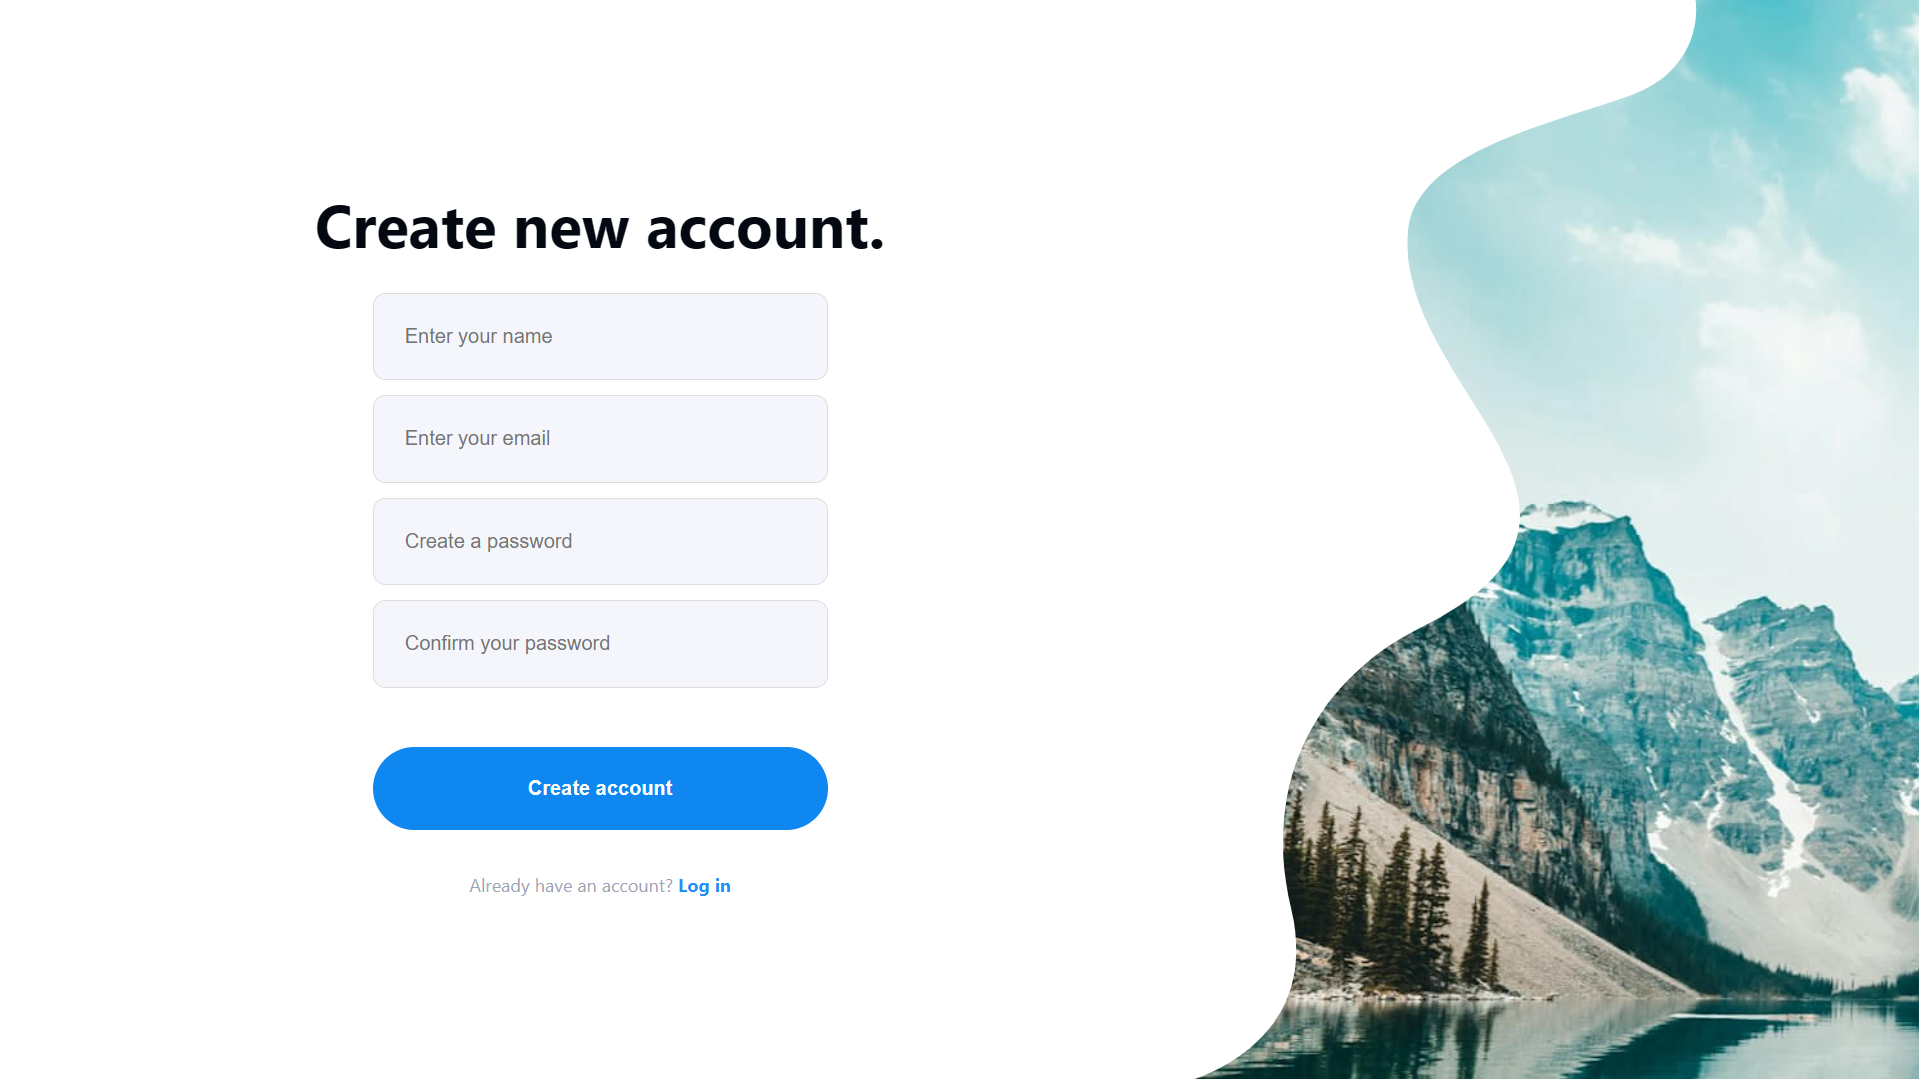 Create new account.
Enter your name
Enter your email
Create a password
Confirm your password
Create account
Already have an account? Log in